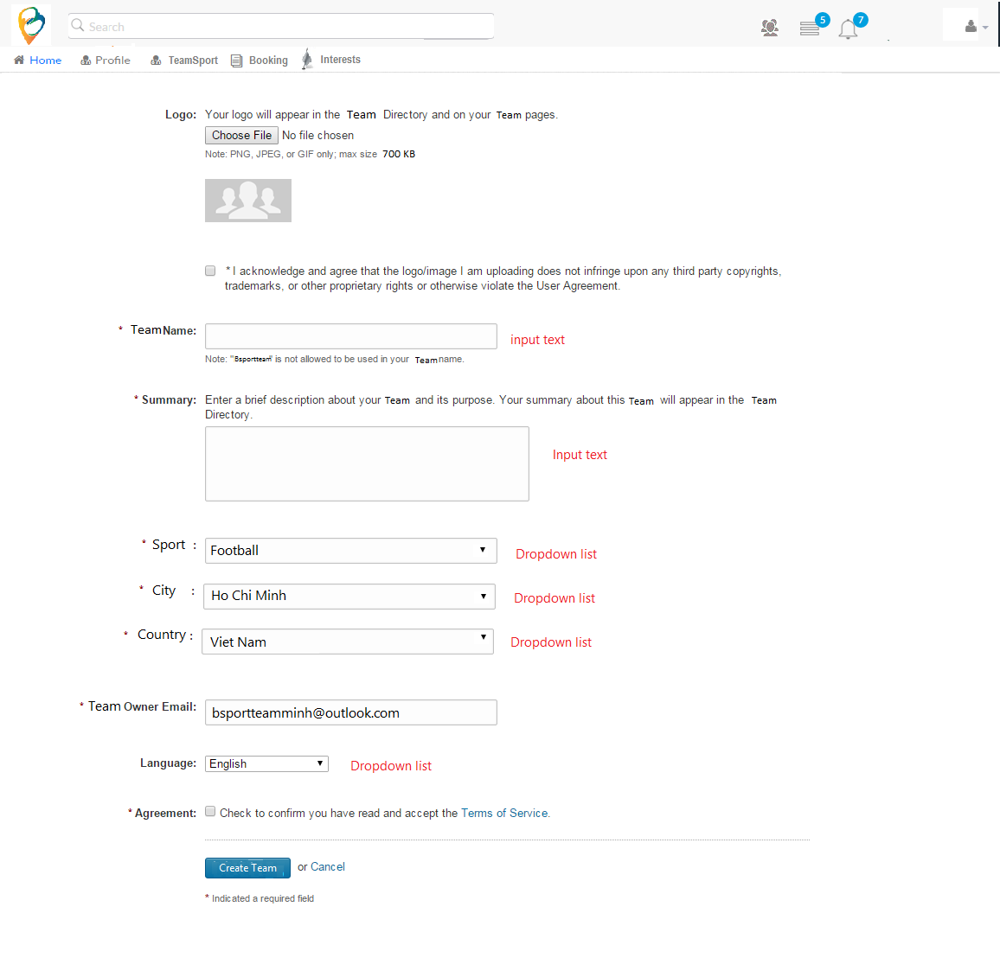 Search
5
7
Home Profile TeamSport Booking Interests
Logo: Your logo will appear in the Team Directory and on your Team pages.
Choose File No file chosen
Note: PNG, JPEG, or GIF only; max size 700 KB
* I acknowledge and agree that the logo/image I am uploading does not infringe upon any third party copyrights,
trademarks, or other proprietary rights or otherwise violate the User Agreement.
* Team Name: input text
Note: "Bsportteam" is not allowed to be used in your Team name.
* Summary: Enter a brief description about your Team and its purpose. Your summary about this Team will appear in the Team
Directory.
Input text
* Sport : Football Dropdown list
* City : Ho Chi Minh Dropdown list
* Country : Viet Nam Dropdown list
* Team Owner Email: bsportteamminh@outlook.com
Language: English Dropdown list
* Agreement: Check to confirm you have read and accept the Terms of Service.
Create Team or Cancel
* Indicated a required field